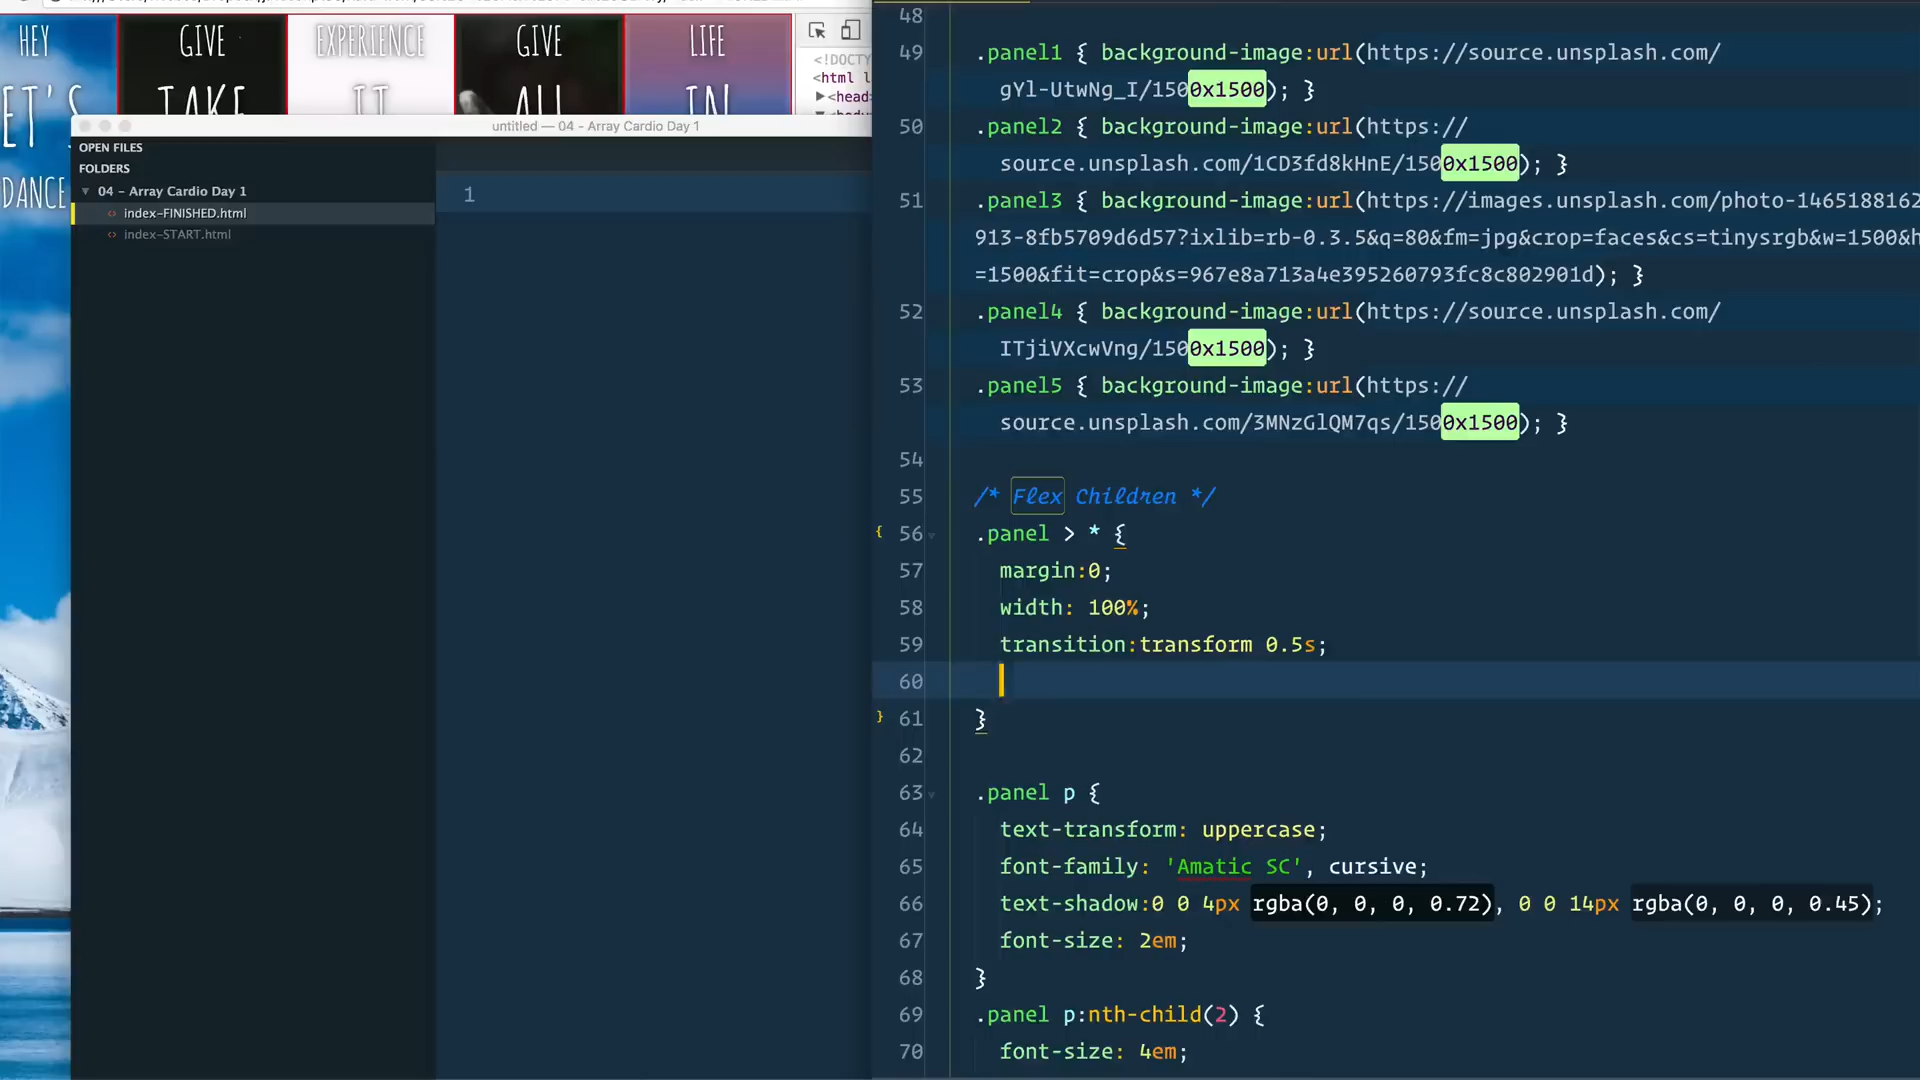 HEY
GIVE
EXPERIENCE
GIVE
LIFE
ET'S
TAKE
IT
ALL
IN
DANCE
<!DOCTY
<html l
▶<head>
untitled — 04 - Array Cardio Day 1
OPEN FILES
FOLDERS
04 - Array Cardio Day 1
<> index-FINISHED.html
<> index-START.html
1
48
49 .panel1 { background-image:url(https://source.unsplash.com/
gYl-UtwNg_I/1500x1500); }
50 .panel2 { background-image:url(https://
source.unsplash.com/1CD3fd8kHnE/1500x1500); }
51 .panel3 { background-image:url(https://images.unsplash.com/photo-1465188162
913-8fb5709d6d57?ixlib=rb-0.3.5&q=80&fm=jpg&crop=faces&cs=tinysrgb&w=1500&h
=1500&fit=crop&s=967e8a713a4e395260793fc8c802901d); }
52 .panel4 { background-image:url(https://source.unsplash.com/
ITjiVXcwVng/1500x1500); }
53 .panel5 { background-image:url(https://
source.unsplash.com/3MNzGlQM7qs/1500x1500); }
54
55 /* Flex Children */
{ 56 .panel > * {
57 margin:0;
58 width: 100%;
59 transition:transform 0.5s;
60
} 61 }
62
63 .panel p {
64 text-transform: uppercase;
65 font-family: 'Amatic SC', cursive;
66 text-shadow:0 0 4px rgba(0, 0, 0, 0.72), 0 0 14px rgba(0, 0, 0, 0.45);
67 font-size: 2em;
68 }
69 .panel p:nth-child(2) {
70 font-size: 4em;